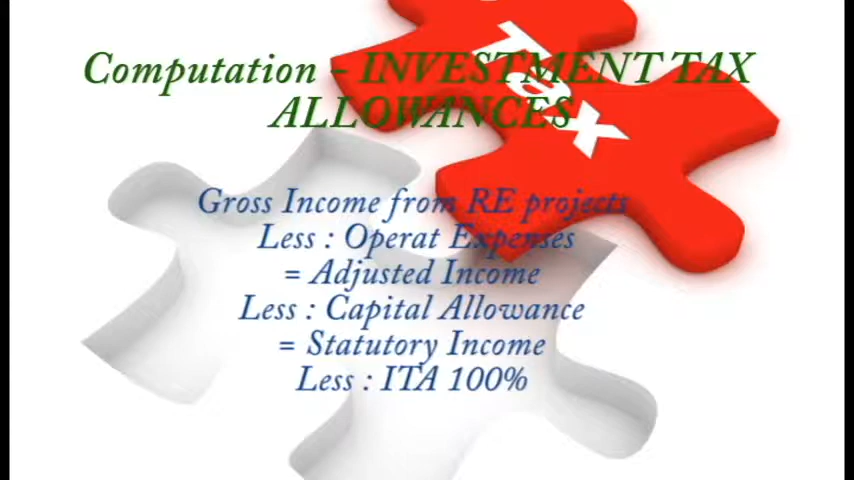 Tax
Computation - INVESTMENT TAX
ALLOWANCES
Gross Income from RE projects
Less : Operat Expenses
= Adjusted Income
Less : Capital Allowance
= Statutory Income
Less : ITA 100%